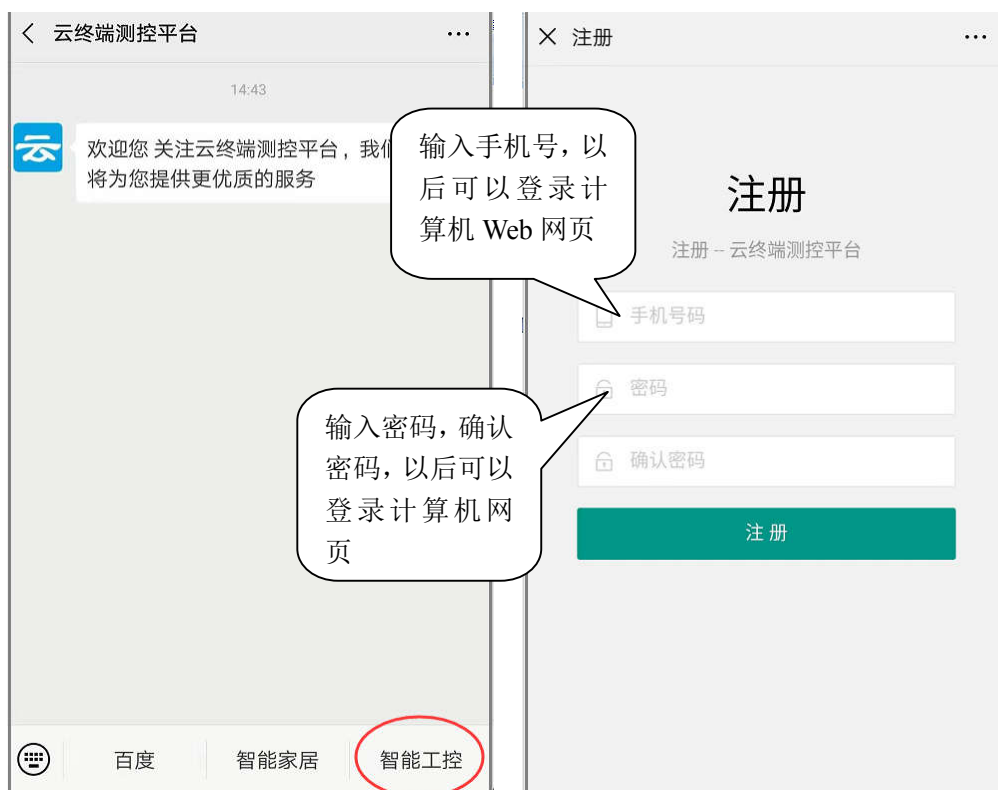 云终端测控平台
14:43
云
欢迎您 关注云终端测控平台，我们
将为您提供更优质的服务
百度
智能家居
智能工控
输入手机号，以
后可以登录计
算机 Web 网页
输入密码，确认
密码，以后可以
登录计算机网
页
注册
注册
注册 -- 云终端测控平台
手机号码
密码
确认密码
注 册